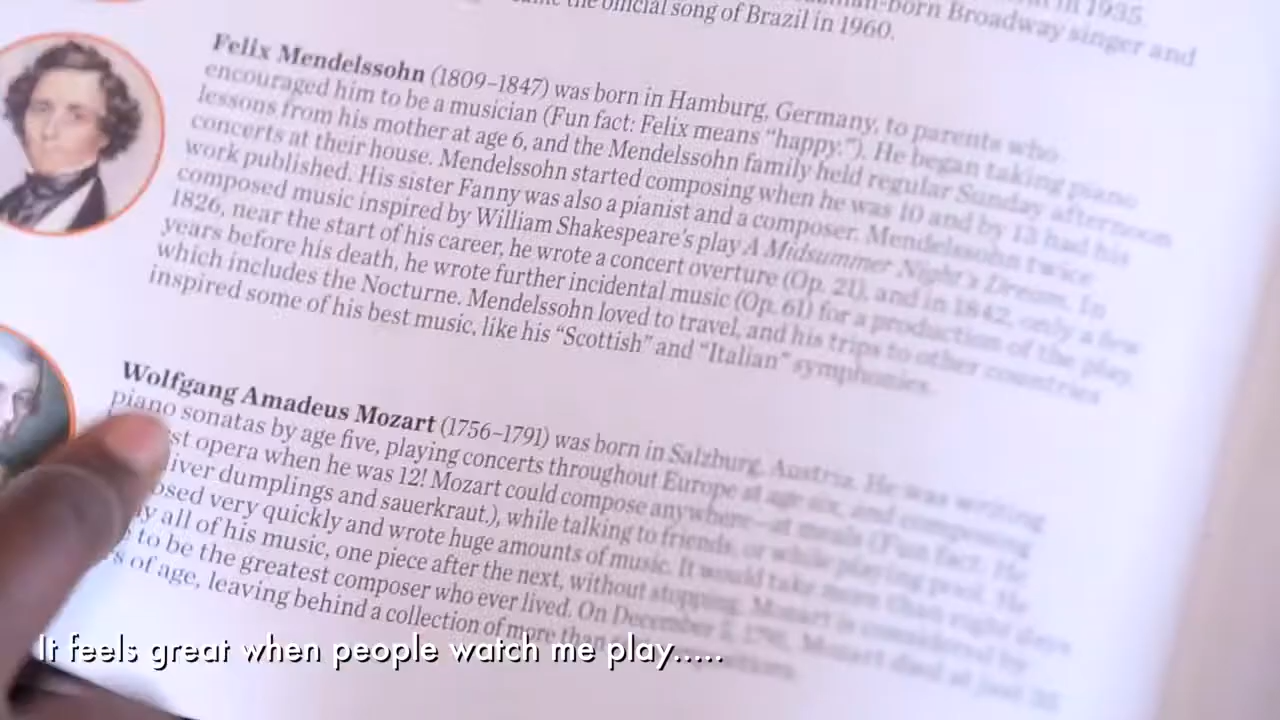 in 1935.
-born Broadway singer and
the official song of Brazil in 1960.
Felix Mendelssohn (1809–1847) was born in Hamburg, Germany, to parents who
encouraged him to be a musician (Fun fact: Felix means “happy.”). He began taking piano
lessons from his mother at age 6, and the Mendelssohn family held regular Sunday afternoon
concerts at their house. Mendelssohn started composing when he was 10 and by 13 had his
work published. His sister Fanny was also a pianist and a composer. Mendelssohn twice
composed music inspired by William Shakespeare's play A Midsummer Night's Dream. In
1826, near the start of his career, he wrote a concert overture (Op. 21), and in 1842, only a few
years before his death, he wrote further incidental music (Op. 61) for a production of the play,
which includes the Nocturne. Mendelssohn loved to travel, and his trips to other countries
inspired some of his best music, like his “Scottish” and “Italian” symphonies.
Wolfgang Amadeus Mozart (1756–1791) was born in Salzburg, Austria. He was writing
piano sonatas by age five, playing concerts throughout Europe at age six, and composing
st opera when he was 12! Mozart could compose anywhere—at meals (Fun fact: He
liver dumplings and sauerkraut.), while talking to friends, or while playing pool. He
osed very quickly and wrote huge amounts of music. It would take more than eight days
y all of his music, one piece after the next, without stopping. Mozart is considered by
to be the greatest composer who ever lived. On December 5, 1791, Mozart died at just 35
s of age, leaving behind a collection of more than
It feels great when people watch me play.....